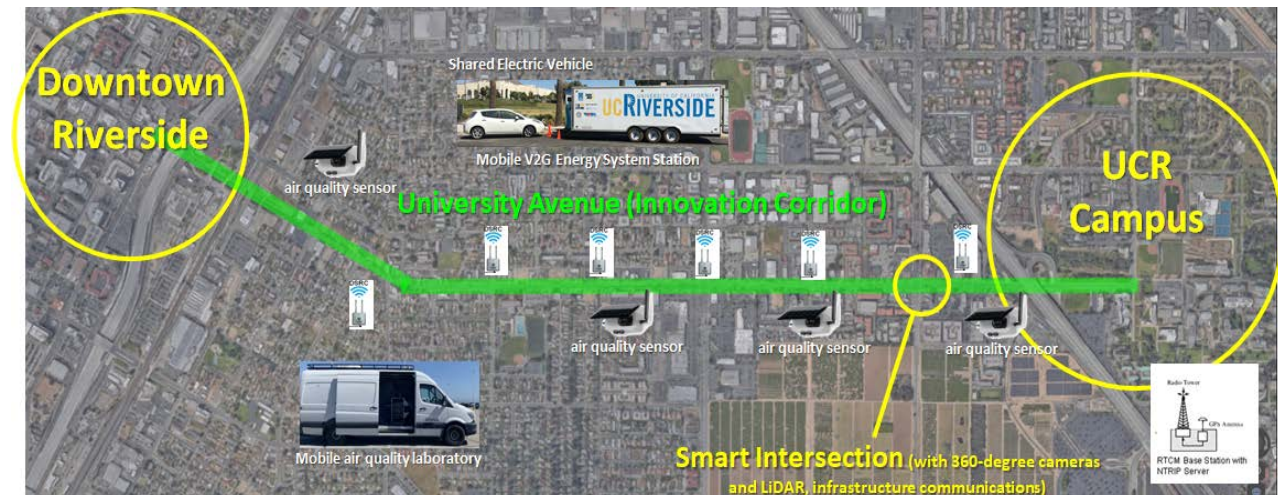 Downtown
Riverside
Shared Electric Vehicle
UNIVERSITY OF CALIFORNIA
UCRIVERSIDE
Mobile V2G Energy System Station
air quality sensor
University Avenue (Innovation Corridor)
UCR
Campus
DSRC
DSRC
DSRC
DSRC
DSRC
DSRC
air quality sensor
air quality sensor
air quality sensor
Mobile air quality laboratory
Smart Intersection (with 360-degree cameras
and LiDAR, infrastructure communications)
Radio Tower
GPS Antenna
RTCM Base Station with
NTRIP Server